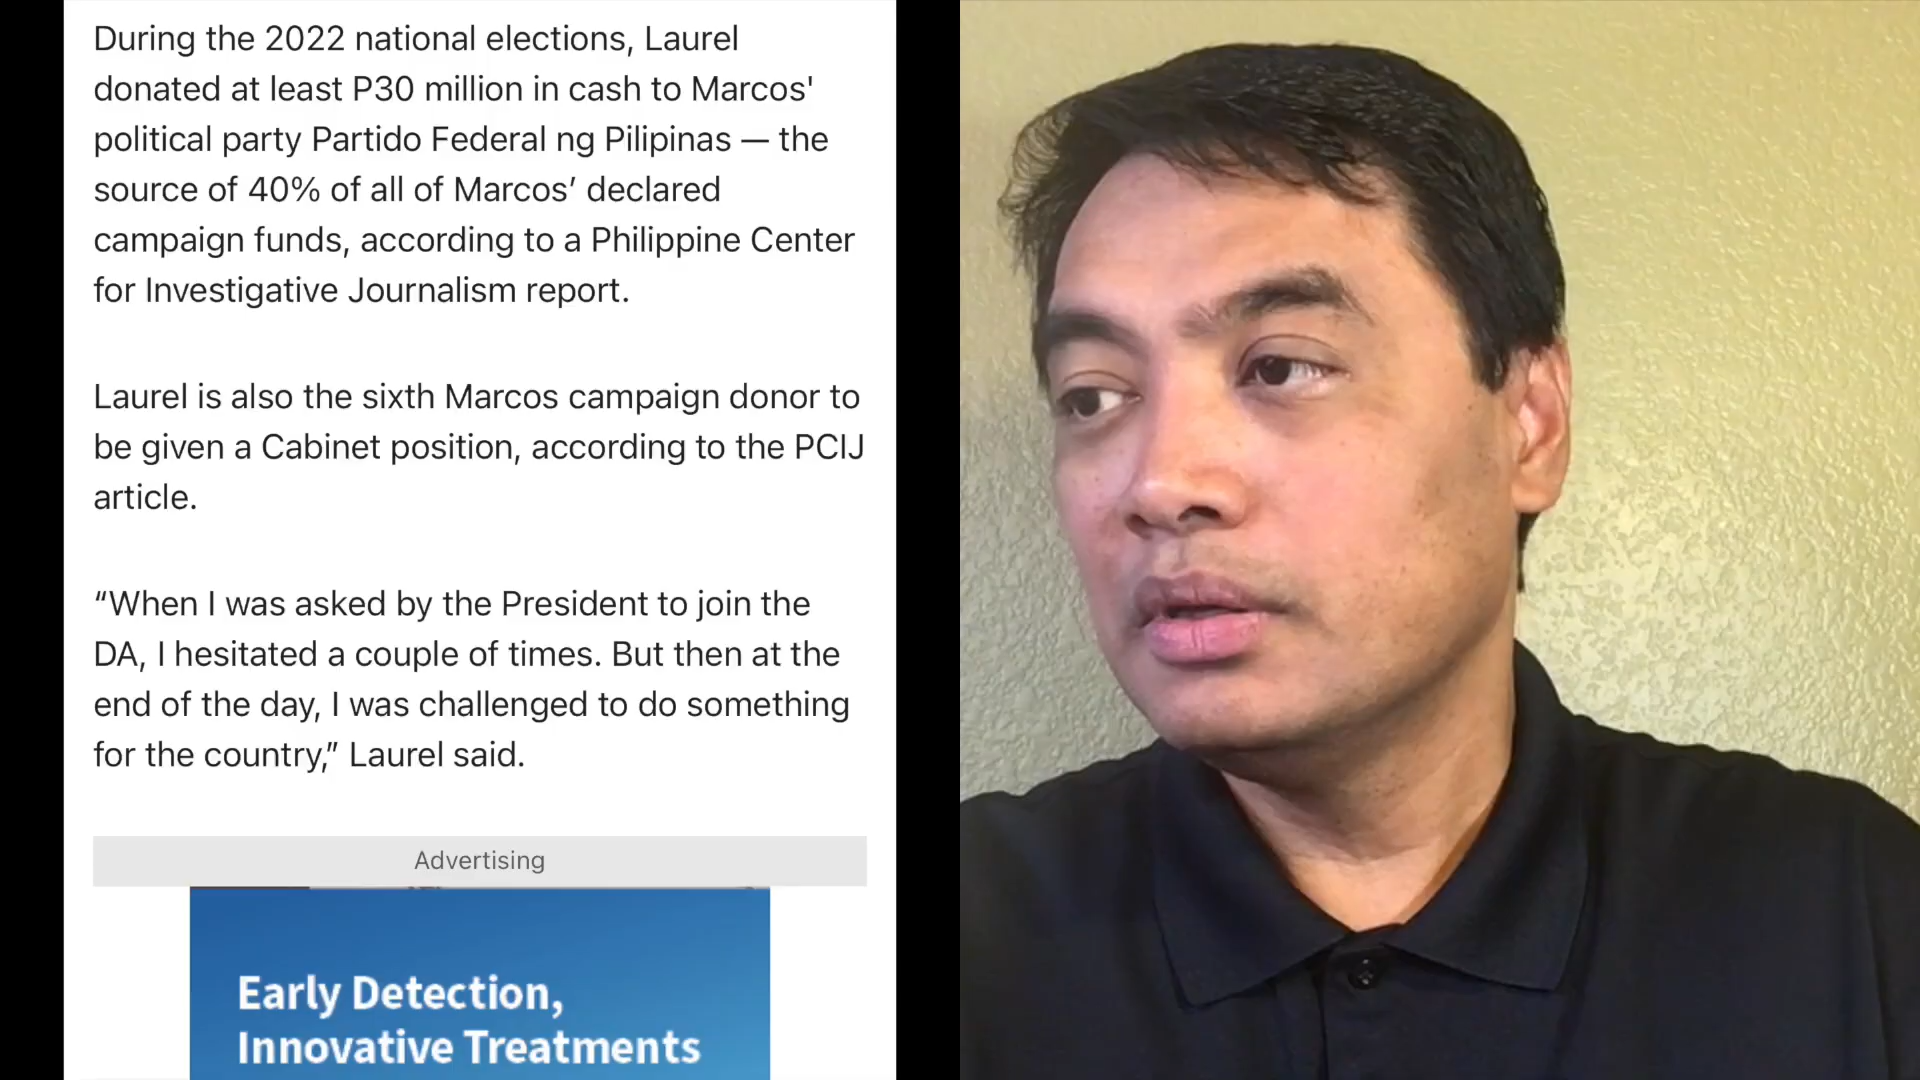 During the 2022 national elections, Laurel
donated at least P30 million in cash to Marcos'
political party Partido Federal ng Pilipinas — the
source of 40% of all of Marcos’ declared
campaign funds, according to a Philippine Center
for Investigative Journalism report.
Laurel is also the sixth Marcos campaign donor to
be given a Cabinet position, according to the PCIJ
article.
“When I was asked by the President to join the
DA, I hesitated a couple of times. But then at the
end of the day, I was challenged to do something
for the country,” Laurel said.
Advertising
Early Detection,
Innovative Treatments